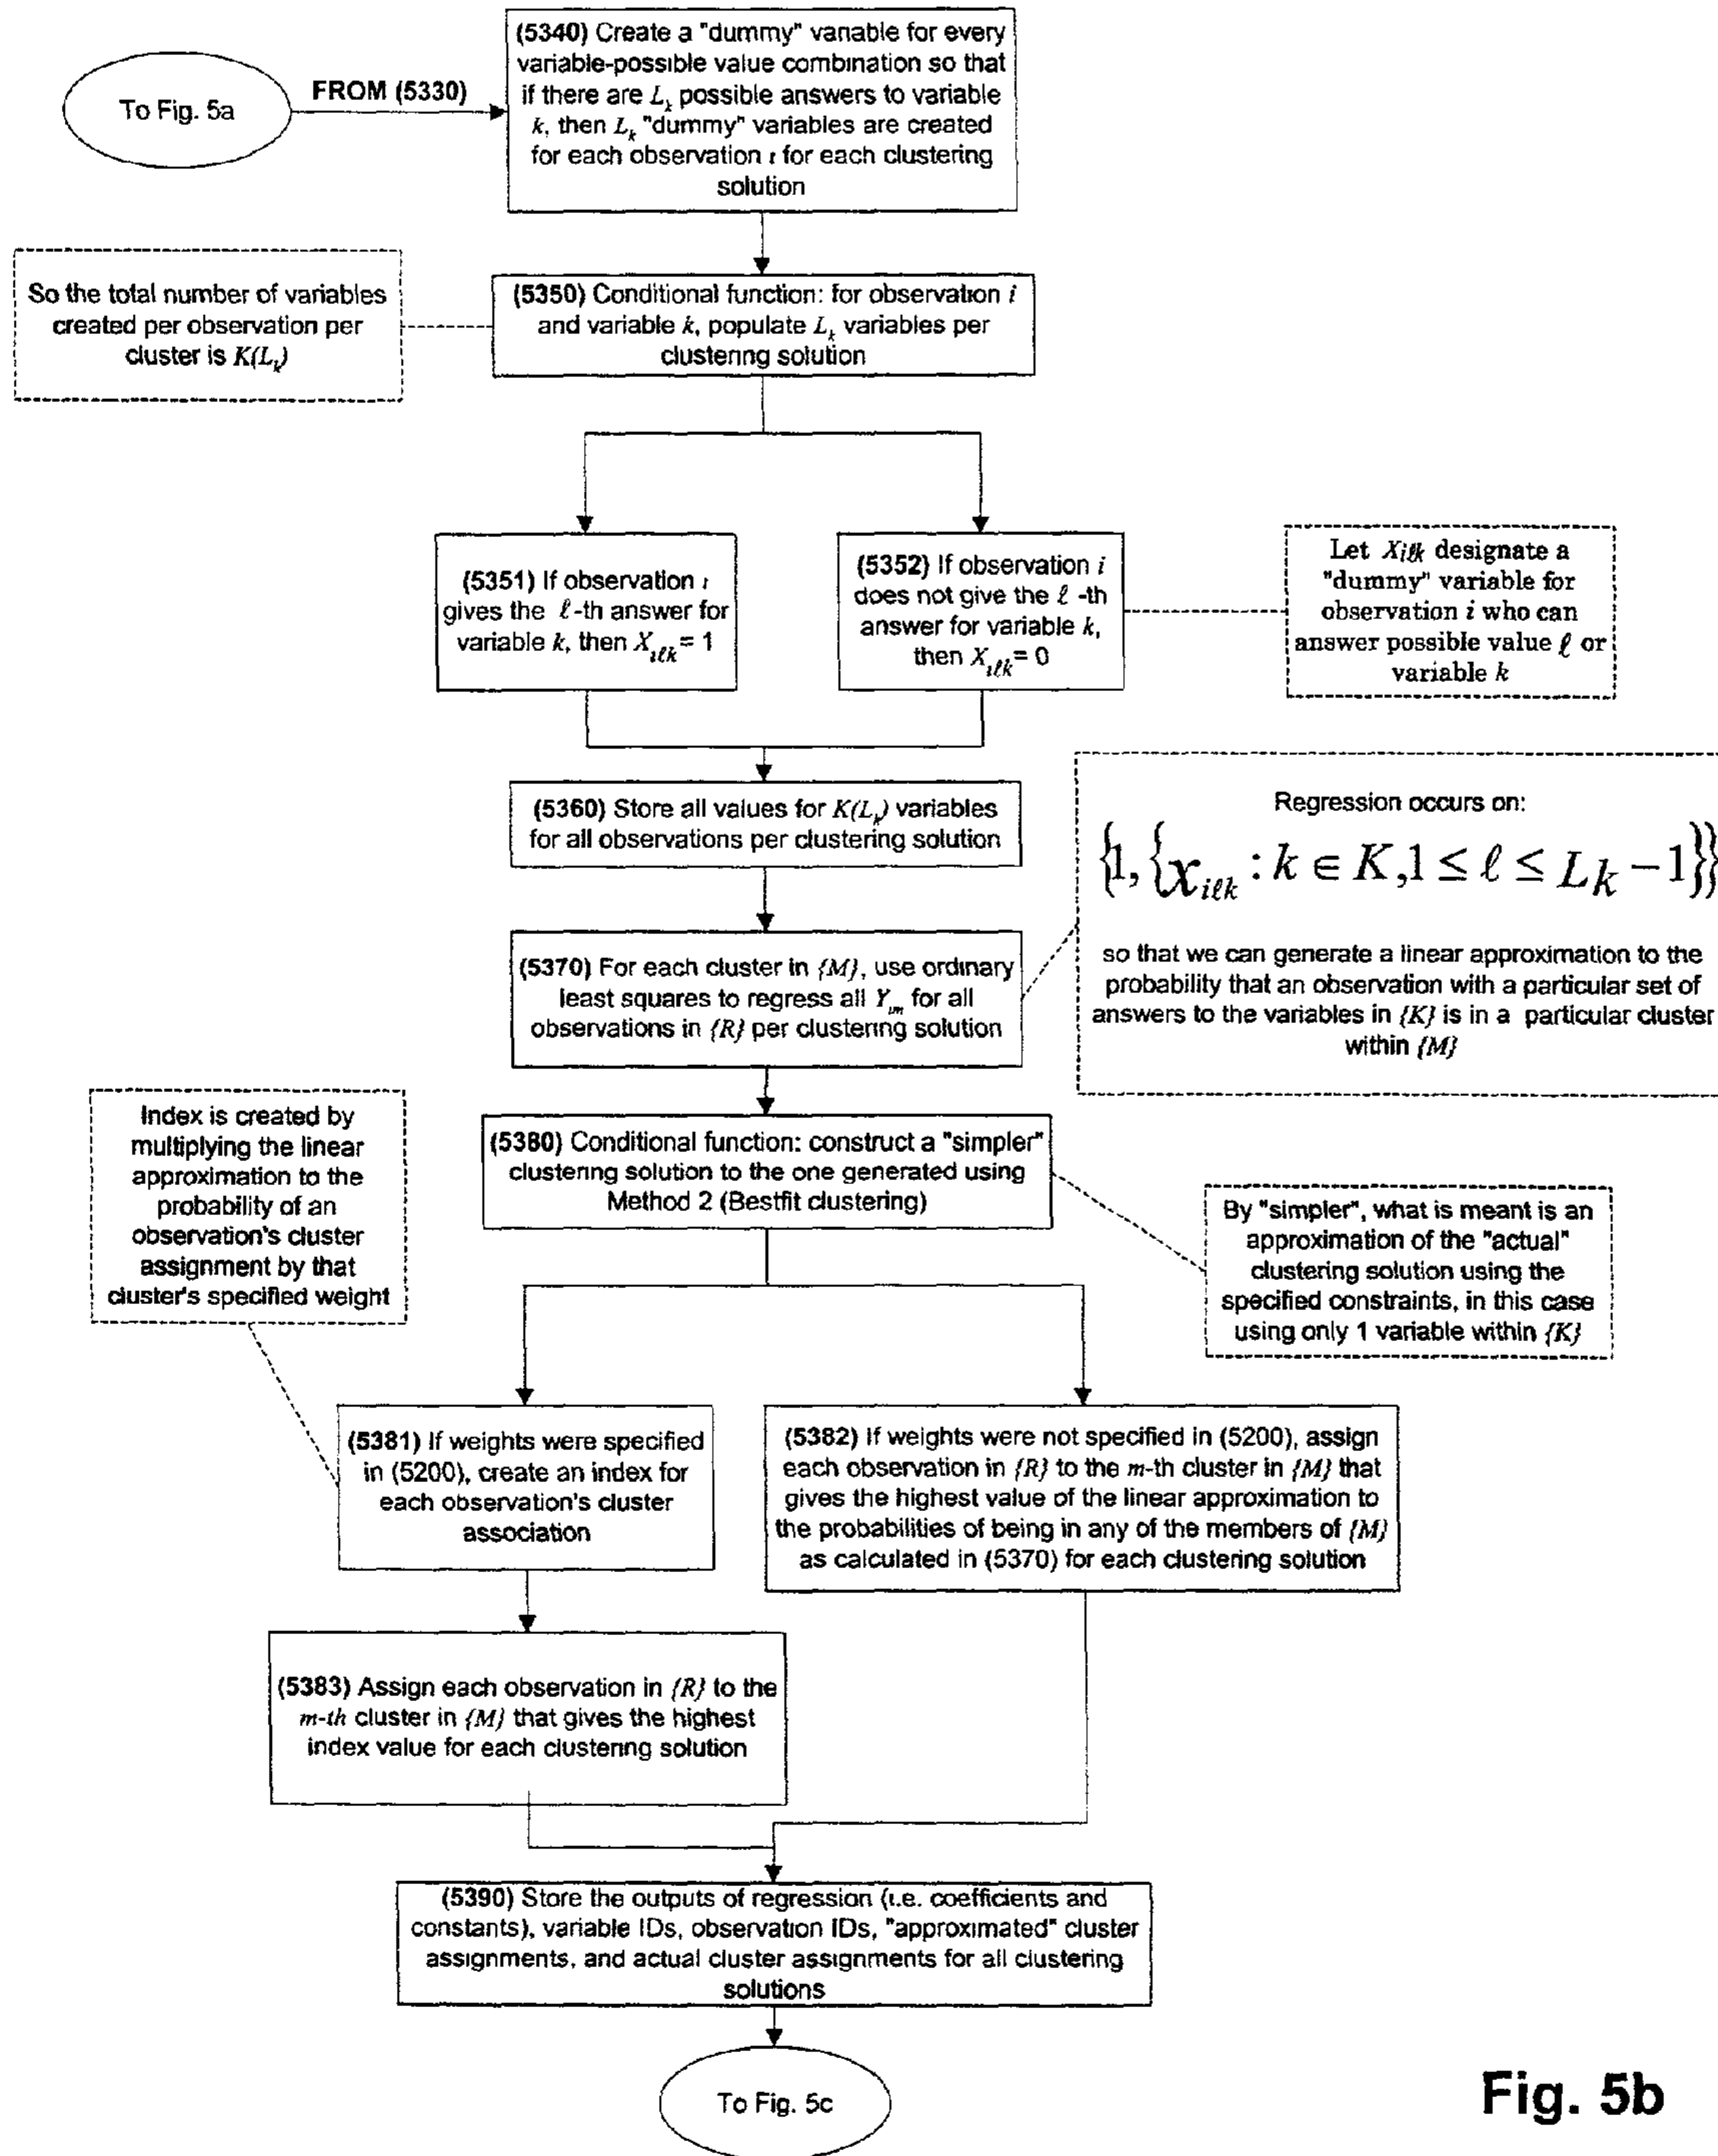 To Fig. 5a
FROM (5330)
(5340) Create a "dummy" variable for every
variable-possible value combination so that
if there are L_k possible answers to variable
k, then L_k "dummy" variables are created
for each observation ı for each clustering
solution
So the total number of variables
created per observation per
cluster is K(L_k)
(5350) Conditional function: for observation i
and variable k, populate L_k variables per
clustering solution
(5351) If observation ı
gives the ℓ-th answer for
variable k, then X_iℓk = 1
(5352) If observation i
does not give the ℓ -th
answer for variable k,
then X_iℓk = 0
Let Xiℓk designate a
"dummy" variable for
observation i who can
answer possible value ℓ or
variable k
(5360) Store all values for K(L_k) variables
for all observations per clustering solution
Regression occurs on:
{1, {x_iℓk : k ∈ K, 1 ≤ ℓ ≤ L_k − 1}}
so that we can generate a linear approximation to the
probability that an observation with a particular set of
answers to the variables in {K} is in a particular cluster
within {M}
(5370) For each cluster in {M}, use ordinary
least squares to regress all Y_im for all
observations in {R} per clustering solution
(5380) Conditional function: construct a "simpler"
clustering solution to the one generated using
Method 2 (Bestfit clustering)
Index is created by
multiplying the linear
approximation to the
probability of an
observation's cluster
assignment by that
cluster's specified weight
By "simpler", what is meant is an
approximation of the "actual"
clustering solution using the
specified constraints, in this case
using only 1 variable within {K}
(5381) If weights were specified
in (5200), create an index for
each observation's cluster
association
(5382) If weights were not specified in (5200), assign
each observation in {R} to the m-th cluster in {M} that
gives the highest value of the linear approximation to
the probabilities of being in any of the members of {M}
as calculated in (5370) for each clustering solution
(5383) Assign each observation in {R} to the
m-th cluster in {M} that gives the highest
index value for each clustering solution
(5390) Store the outputs of regression (i.e. coefficients and
constants), variable IDs, observation IDs, "approximated" cluster
assignments, and actual cluster assignments for all clustering
solutions
To Fig. 5c
Fig. 5b